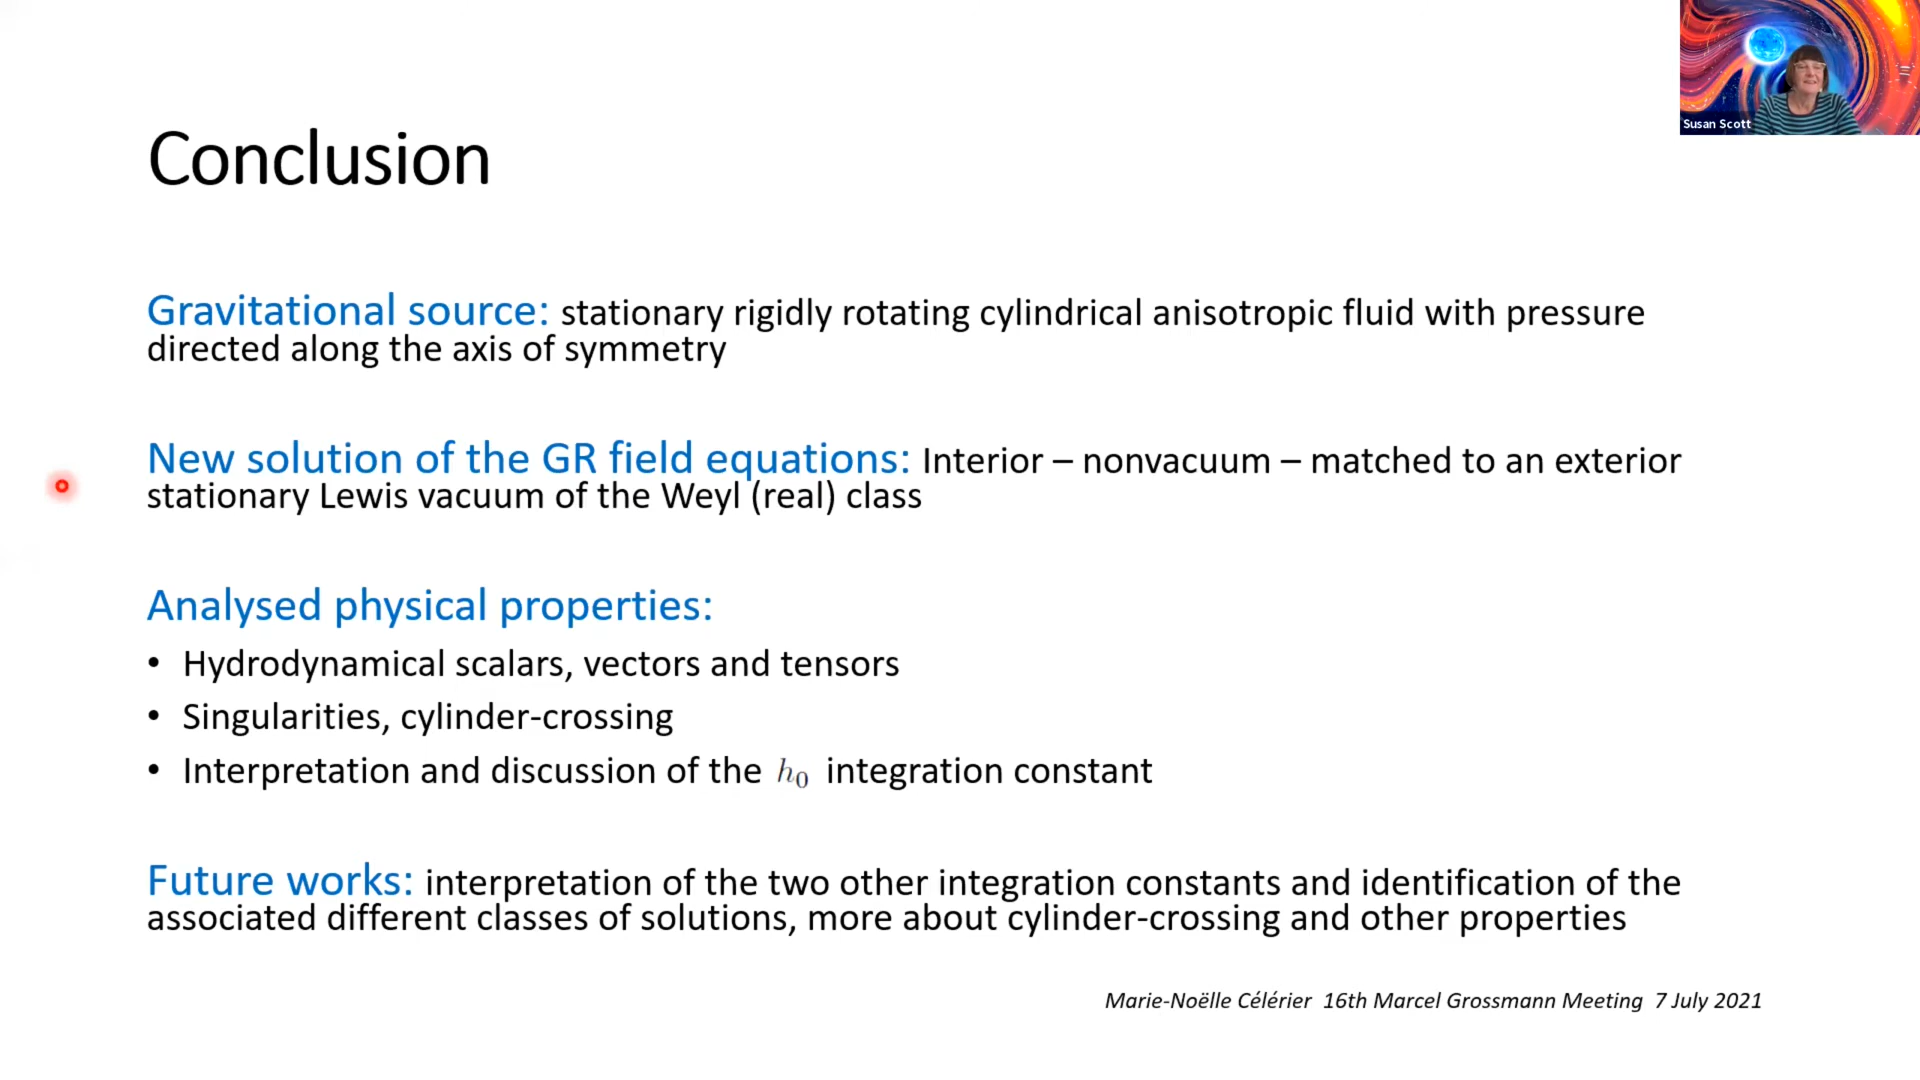 Susan Scott
Conclusion
Gravitational source: stationary rigidly rotating cylindrical anisotropic fluid with pressure
directed along the axis of symmetry
New solution of the GR field equations: Interior – nonvacuum – matched to an exterior
stationary Lewis vacuum of the Weyl (real) class
Analysed physical properties:
• Hydrodynamical scalars, vectors and tensors
• Singularities, cylinder-crossing
• Interpretation and discussion of the h₀ integration constant
Future works: interpretation of the two other integration constants and identification of the
associated different classes of solutions, more about cylinder-crossing and other properties
Marie-Noëlle Célérier 16th Marcel Grossmann Meeting 7 July 2021